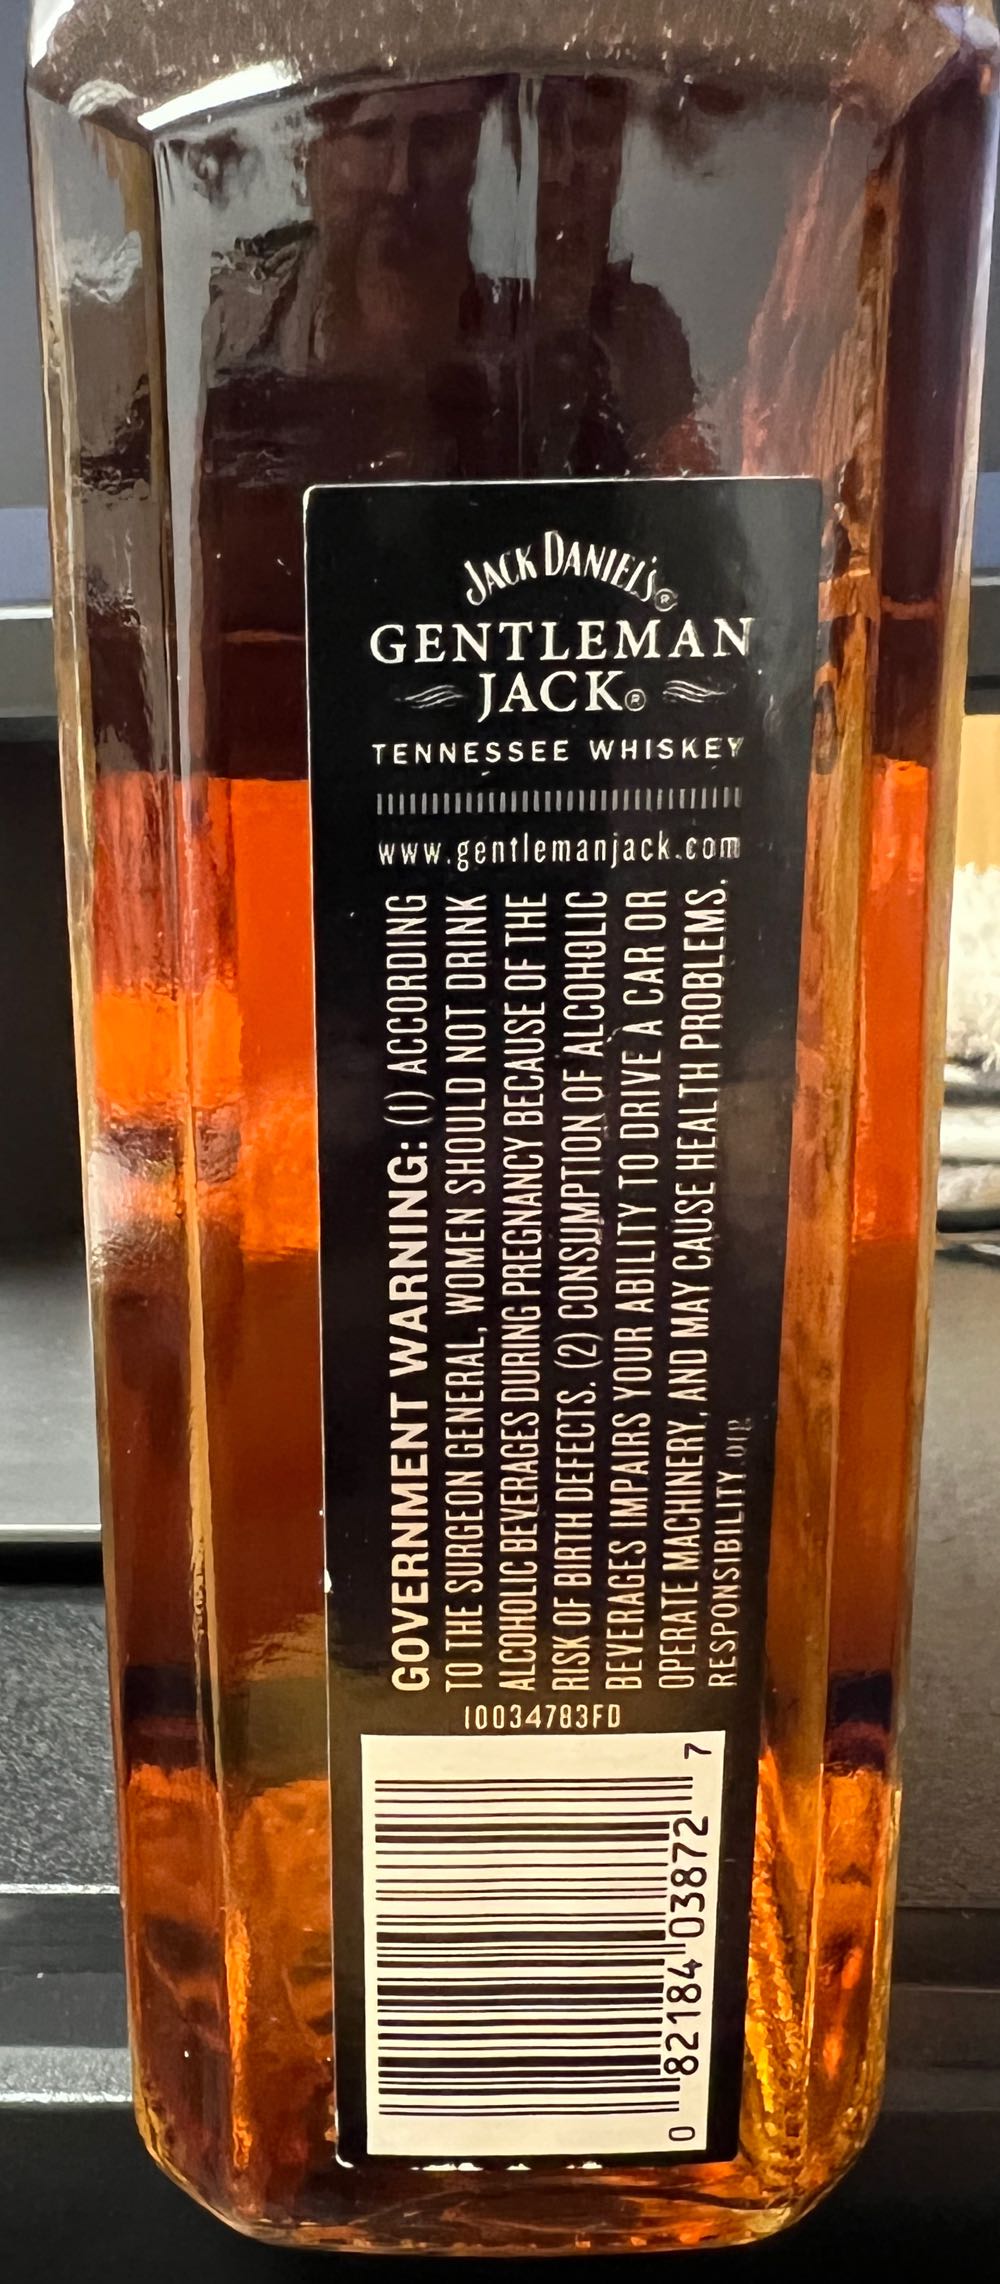 JACK DANIEL'S®
GENTLEMAN
JACK®
TENNESSEE WHISKEY
www.gentlemanjack.com
GOVERNMENT WARNING: (1) ACCORDING
TO THE SURGEON GENERAL, WOMEN SHOULD NOT DRINK
ALCOHOLIC BEVERAGES DURING PREGNANCY BECAUSE OF THE
RISK OF BIRTH DEFECTS. (2) CONSUMPTION OF ALCOHOLIC
BEVERAGES IMPAIRS YOUR ABILITY TO DRIVE A CAR OR
OPERATE MACHINERY, AND MAY CAUSE HEALTH PROBLEMS.
RESPONSIBILITY.org
10034783FD
0 82184 03872 7